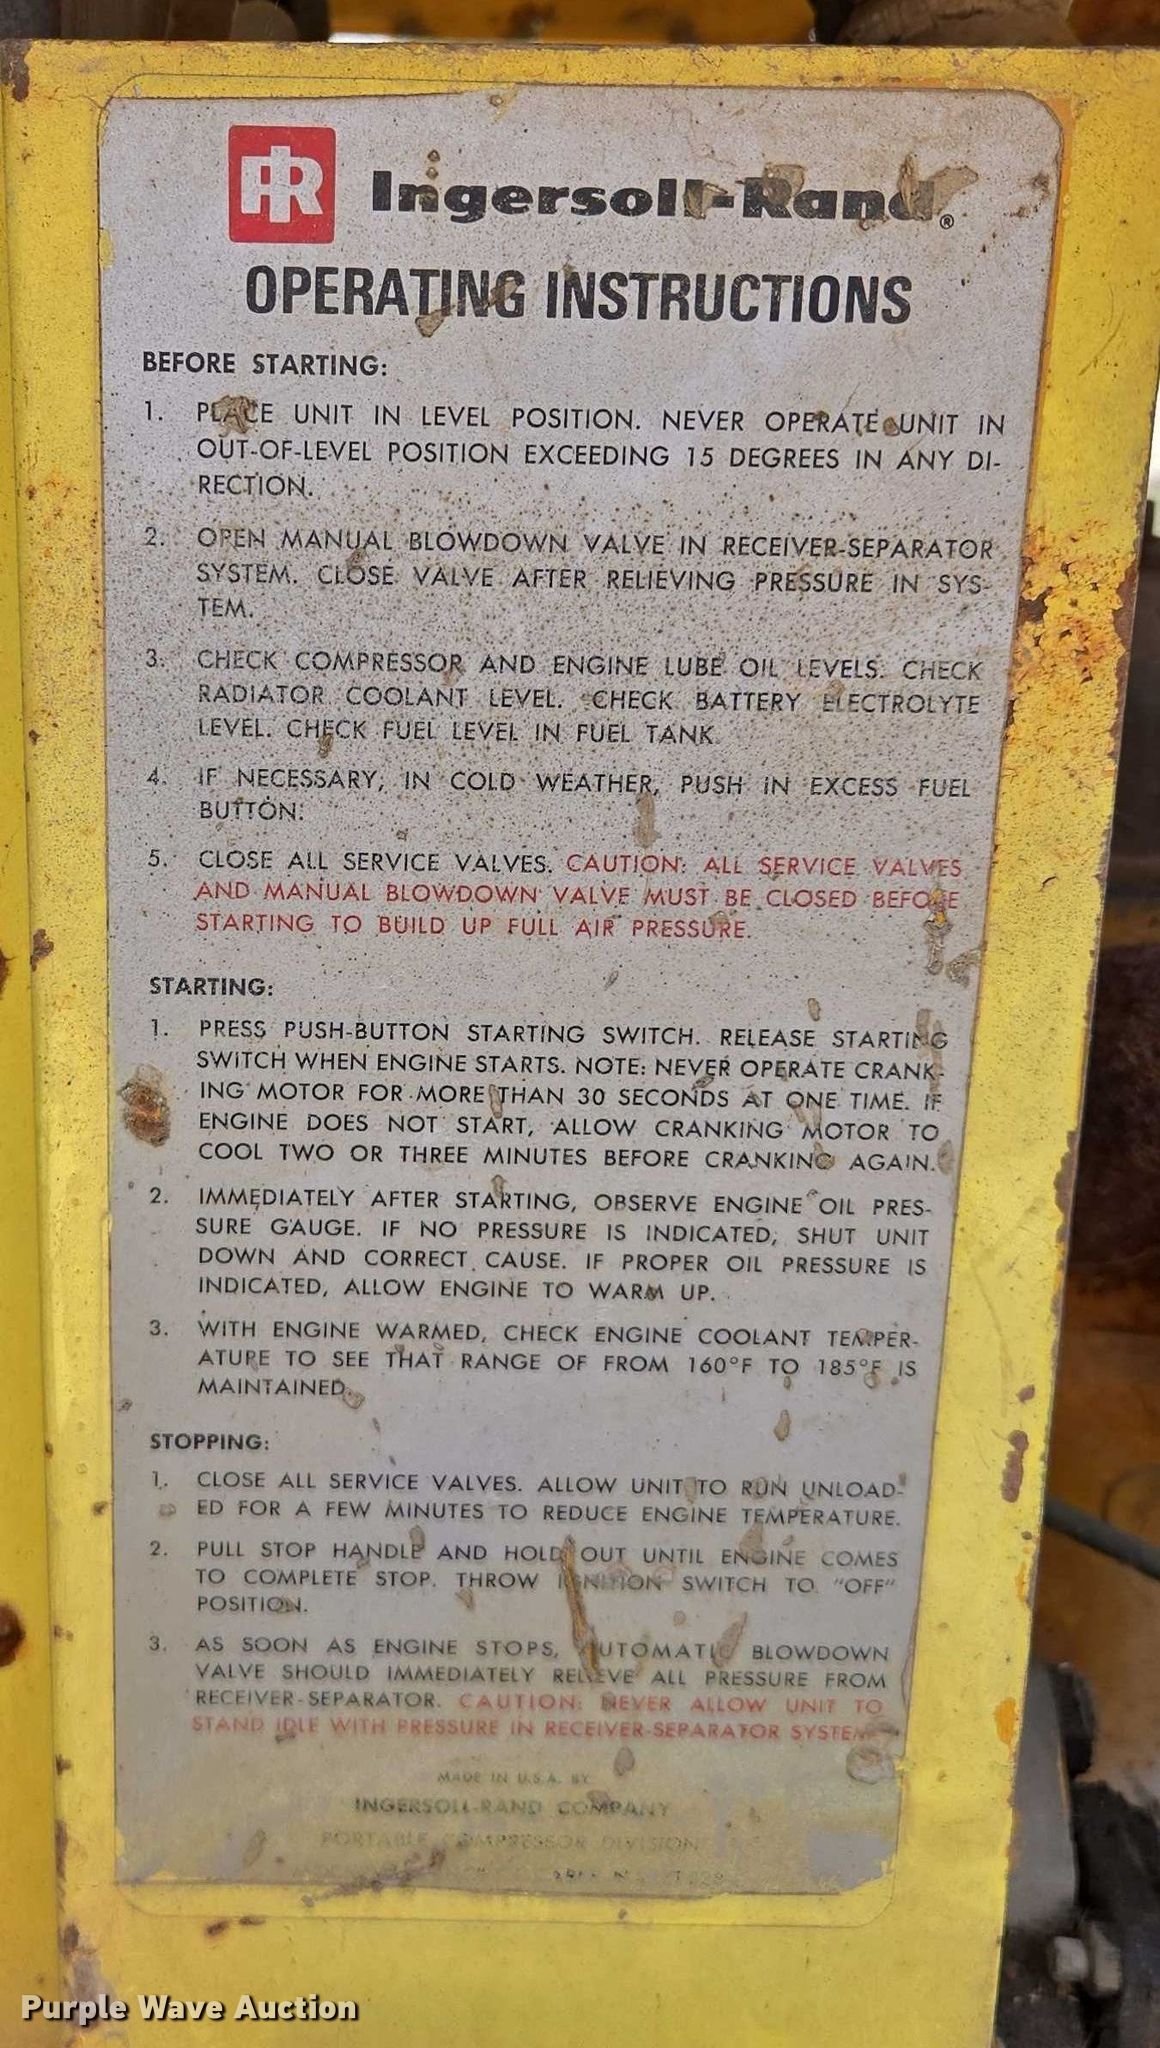 IR Ingersoll-Rand®
OPERATING INSTRUCTIONS
BEFORE STARTING:
1. PLACE UNIT IN LEVEL POSITION. NEVER OPERATE UNIT IN
OUT-OF-LEVEL POSITION EXCEEDING 15 DEGREES IN ANY DI-
RECTION.
2. OPEN MANUAL BLOWDOWN VALVE IN RECEIVER-SEPARATOR
SYSTEM. CLOSE VALVE AFTER RELIEVING PRESSURE IN SYS-
TEM.
3. CHECK COMPRESSOR AND ENGINE LUBE OIL LEVELS. CHECK
RADIATOR COOLANT LEVEL. CHECK BATTERY ELECTROLYTE
LEVEL. CHECK FUEL LEVEL IN FUEL TANK.
4. IF NECESSARY, IN COLD WEATHER, PUSH IN EXCESS FUEL
BUTTON.
5. CLOSE ALL SERVICE VALVES. CAUTION: ALL SERVICE VALVES
AND MANUAL BLOWDOWN VALVE MUST BE CLOSED BEFORE
STARTING TO BUILD UP FULL AIR PRESSURE.
STARTING:
1. PRESS PUSH-BUTTON STARTING SWITCH. RELEASE STARTING
SWITCH WHEN ENGINE STARTS. NOTE: NEVER OPERATE CRANK-
ING MOTOR FOR MORE THAN 30 SECONDS AT ONE TIME. IF
ENGINE DOES NOT START, ALLOW CRANKING MOTOR TO
COOL TWO OR THREE MINUTES BEFORE CRANKING AGAIN.
2. IMMEDIATELY AFTER STARTING, OBSERVE ENGINE OIL PRES-
SURE GAUGE. IF NO PRESSURE IS INDICATED, SHUT UNIT
DOWN AND CORRECT CAUSE. IF PROPER OIL PRESSURE IS
INDICATED, ALLOW ENGINE TO WARM UP.
3. WITH ENGINE WARMED, CHECK ENGINE COOLANT TEMPER-
ATURE TO SEE THAT RANGE OF FROM 160°F TO 185°F IS
MAINTAINED.
STOPPING:
1. CLOSE ALL SERVICE VALVES. ALLOW UNIT TO RUN UNLOAD-
ED FOR A FEW MINUTES TO REDUCE ENGINE TEMPERATURE.
2. PULL STOP HANDLE AND HOLD OUT UNTIL ENGINE COMES
TO COMPLETE STOP. THROW IGNITION SWITCH TO "OFF"
POSITION.
3. AS SOON AS ENGINE STOPS, AUTOMATIC BLOWDOWN
VALVE SHOULD IMMEDIATELY RELIEVE ALL PRESSURE FROM
RECEIVER-SEPARATOR. CAUTION: NEVER ALLOW UNIT TO
STAND IDLE WITH PRESSURE IN RECEIVER-SEPARATOR SYSTEM.
MADE IN U.S.A. BY
INGERSOLL-RAND COMPANY
PORTABLE COMPRESSOR DIVISION
Purple Wave Auction